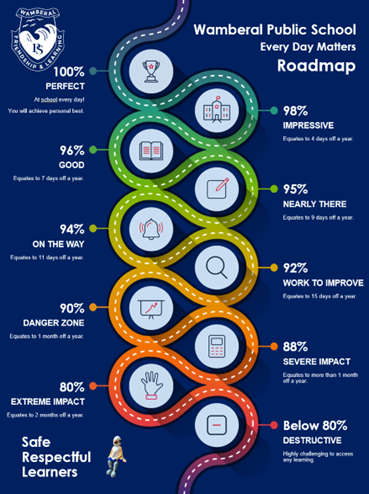 WAMBERAL
PS
FRIENDSHIP & LEARNING
Wamberal Public School
Every Day Matters
Roadmap
100%
PERFECT
At school every day!
You will achieve personal best.
98%
IMPRESSIVE
Equates to 4 days off a year.
96%
GOOD
Equates to 7 days off a year.
95%
NEARLY THERE
Equates to 9 days off a year.
94%
ON THE WAY
Equates to 11 days off a year.
92%
WORK TO IMPROVE
Equates to 15 days off a year.
90%
DANGER ZONE
Equates to 1 month off a year.
88%
SEVERE IMPACT
Equates to more than 1 month
off a year.
80%
EXTREME IMPACT
Equates to 2 months off a year.
Below 80%
DESTRUCTIVE
Highly challenging to access
any learning.
Safe
Respectful
Learners